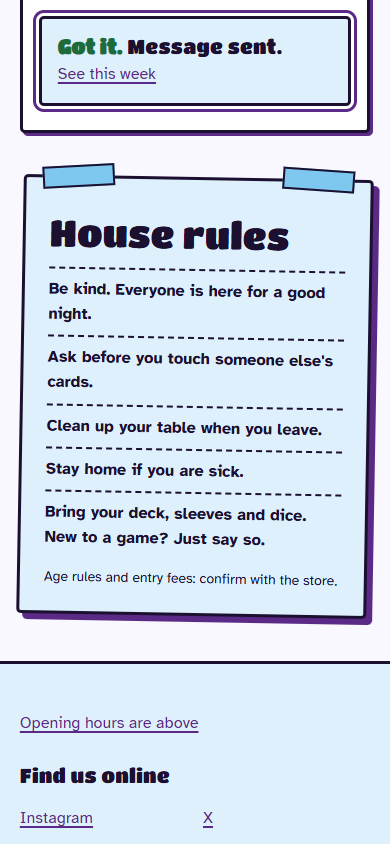 Got it. Message sent.
See this week
House rules
Be kind. Everyone is here for a good
night.
Ask before you touch someone else's
cards.
Clean up your table when you leave.
Stay home if you are sick.
Bring your deck, sleeves and dice.
New to a game? Just say so.
Age rules and entry fees: confirm with the store.
Opening hours are above
Find us online
Instagram
X